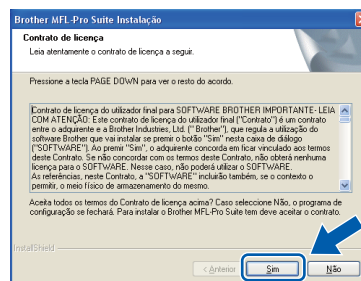 Brother MFL-Pro Suite Instalação
Contrato de licença
Leia atentamente o contrato de licença a seguir.
Pressione a tecla PAGE DOWN para ver o resto do acordo.
Contrato de licença do utilizador final para SOFTWARE BROTHER IMPORTANTE- LEIA
COM ATENÇÃO: Este contrato de licença do utilizador final ("Contrato") é um contrato
entre o adquirente e a Brother Industries, Ltd. (" Brother"), que regula a utilização do
software Brother que vai instalar se premir o botão "Sim" nesta caixa de diálogo
("SOFTWARE"). Ao premir "Sim", o adquirente concorda em ficar vinculado aos termos
deste Contrato. Se não concordar com os termos deste Contrato, não obterá nenhuma
licença para o SOFTWARE. Nesse caso, não poderá utilizar o SOFTWARE.
As referências, neste Contrato, a "SOFTWARE" incluirão também, se o contexto o
permitir, o meio físico de armazenamento do mesmo.
Aceita todos os termos do Contrato de licença acima? Caso seleccione Não, o programa de
configuração se fechará. Para instalar o Brother MFL-Pro Suite tem deve aceitar o contrato.
InstallShield
< Anterior Sim Não